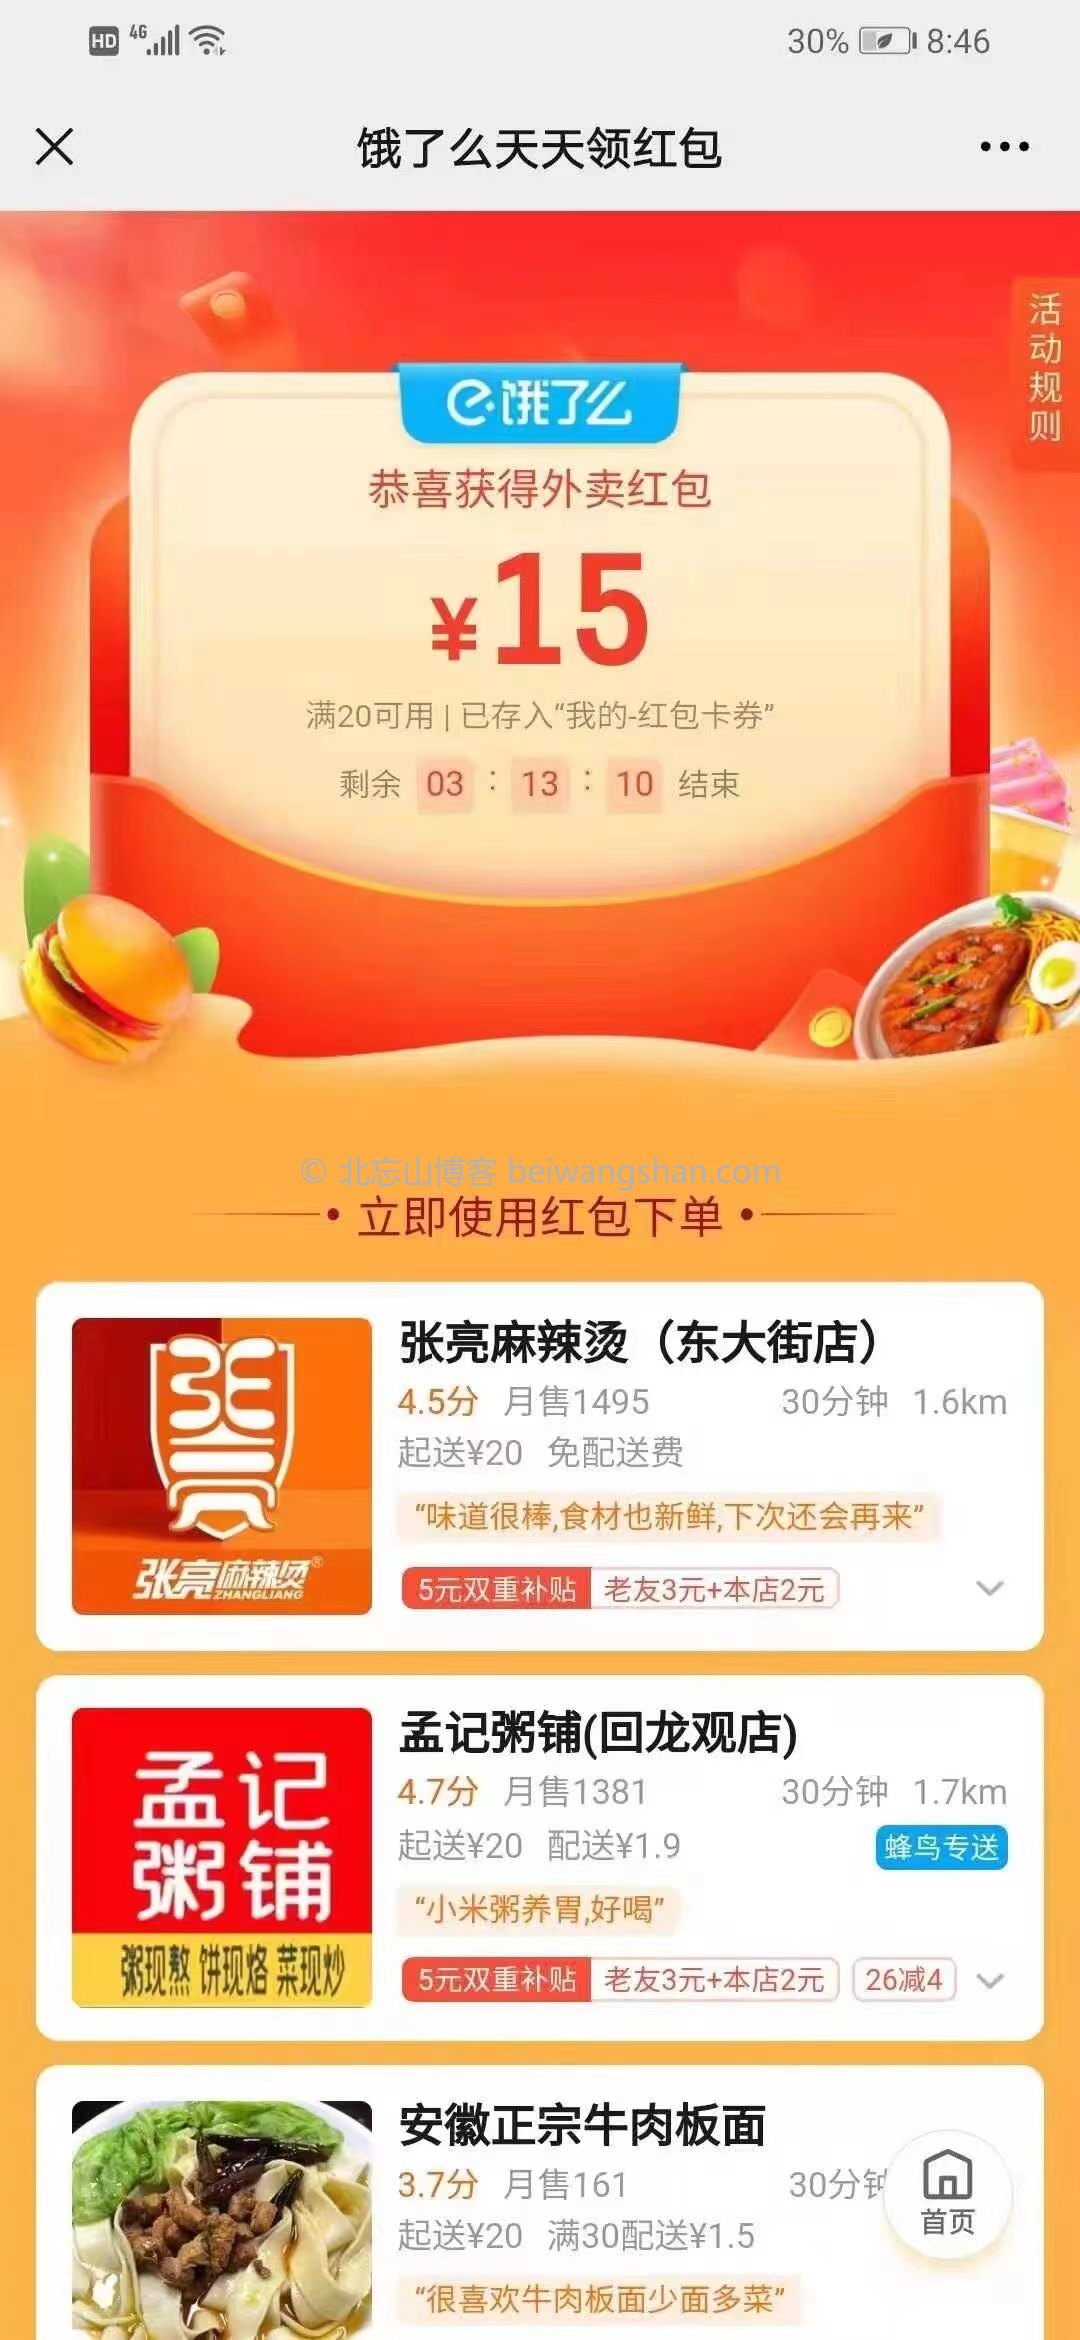 HD 4G 30% 8:46
饿了么天天领红包
活动规则
饿了么
恭喜获得外卖红包
¥15
满20可用 | 已存入“我的-红包卡券”
剩余 03 : 13 : 10 结束
© 北忘山博客 beiwangshan.com
立即使用红包下单
张亮
张亮麻辣烫®
ZHANGLIANG
张亮麻辣烫（东大街店）
4.5分 月售1495 30分钟 1.6km
起送¥20 免配送费
“味道很棒,食材也新鲜,下次还会再来”
5元双重补贴 老友3元+本店2元
孟记
粥铺
粥现熬 饼现烙 菜现炒
孟记粥铺(回龙观店)
4.7分 月售1381 30分钟 1.7km
起送¥20 配送¥1.9 蜂鸟专送
“小米粥养胃,好喝”
5元双重补贴 老友3元+本店2元 26减4
安徽正宗牛肉板面
3.7分 月售161 30分钟
起送¥20 满30配送¥1.5
首页
“很喜欢牛肉板面少面多菜”